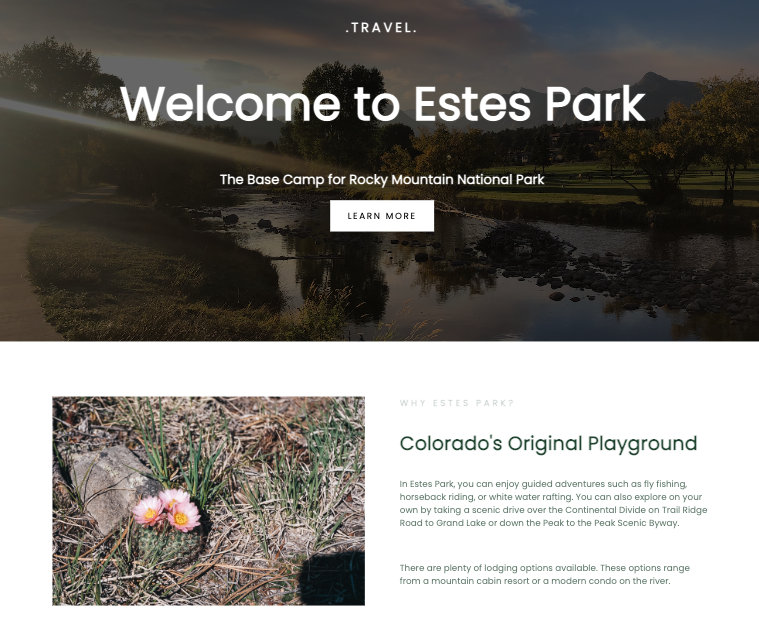 .TRAVEL.
Welcome to Estes Park
The Base Camp for Rocky Mountain National Park
LEARN MORE
WHY ESTES PARK?
Colorado's Original Playground
In Estes Park, you can enjoy guided adventures such as fly fishing,
horseback riding, or white water rafting. You can also explore on your
own by taking a scenic drive over the Continental Divide on Trail Ridge
Road to Grand Lake or down the Peak to the Peak Scenic Byway.
There are plenty of lodging options available. These options range
from a mountain cabin resort or a modern condo on the river.